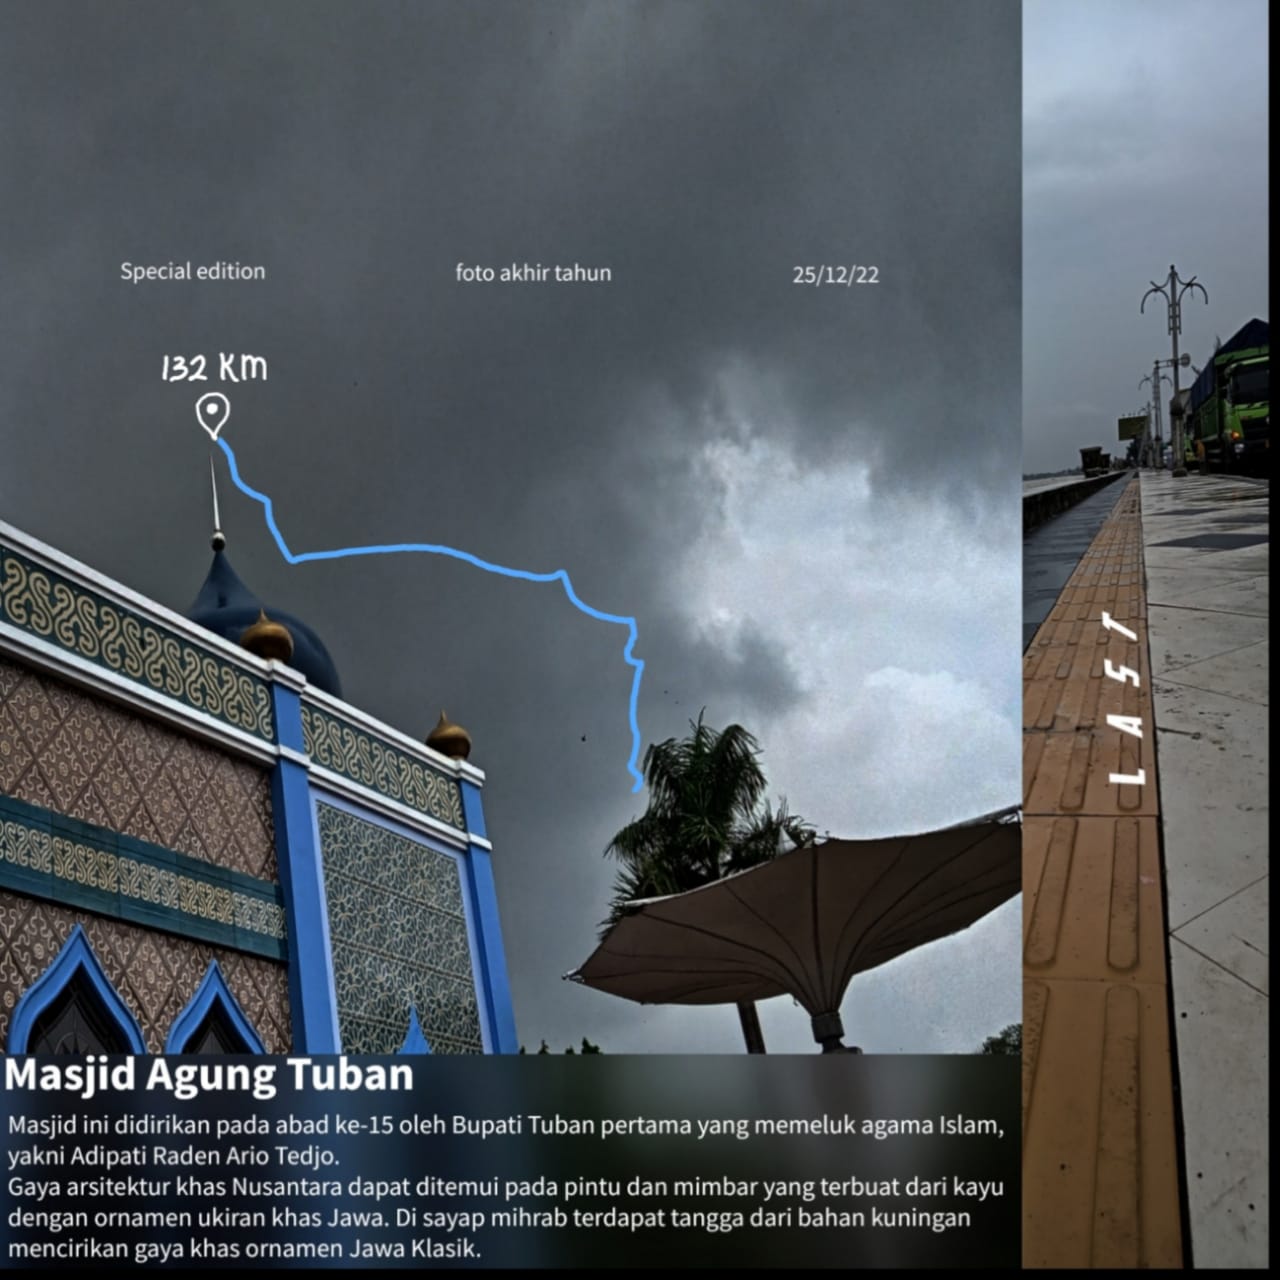 Special edition foto akhir tahun 25/12/22
132 KM
LAST
Masjid Agung Tuban
Masjid ini didirikan pada abad ke-15 oleh Bupati Tuban pertama yang memeluk agama Islam,
yakni Adipati Raden Ario Tedjo.
Gaya arsitektur khas Nusantara dapat ditemui pada pintu dan mimbar yang terbuat dari kayu
dengan ornamen ukiran khas Jawa. Di sayap mihrab terdapat tangga dari bahan kuningan
mencirikan gaya khas ornamen Jawa Klasik.